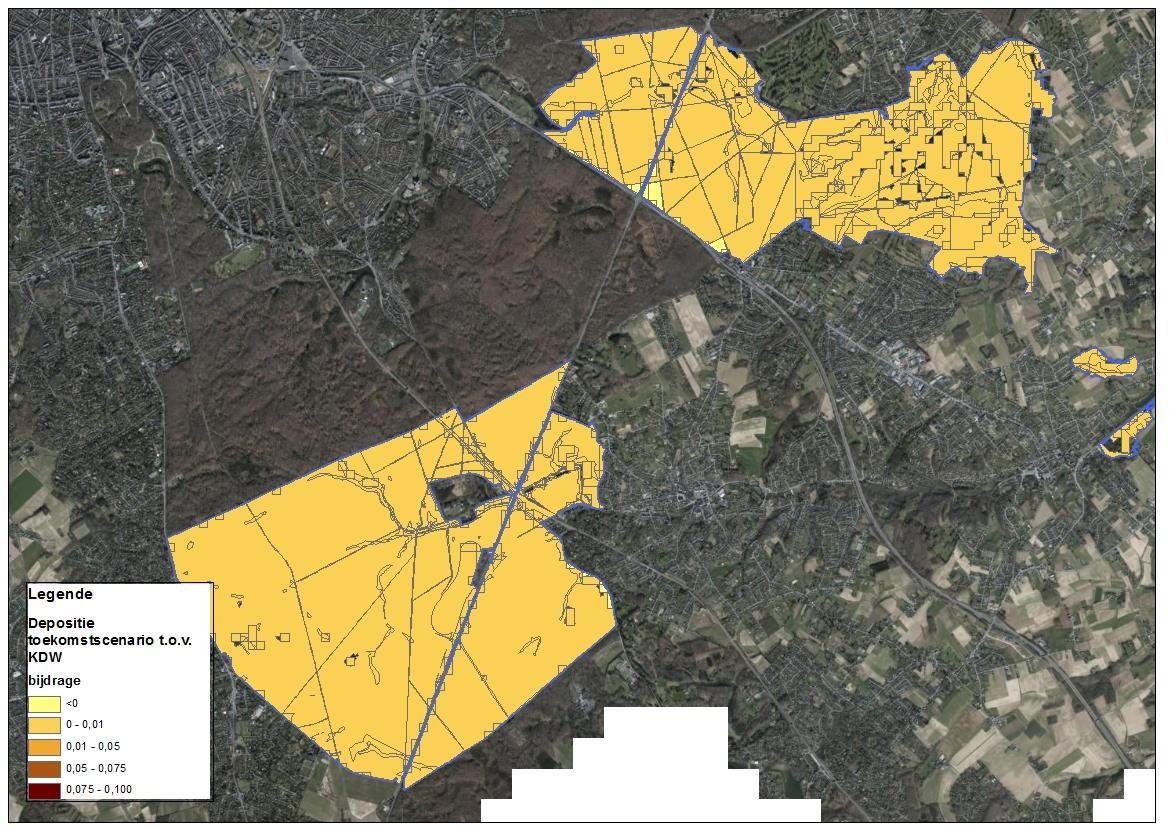 Legende
Depositie
toekomstscenario t.o.v.
KDW
bijdrage
<0
0 - 0,01
0,01 - 0,05
0,05 - 0,075
0,075 - 0,100